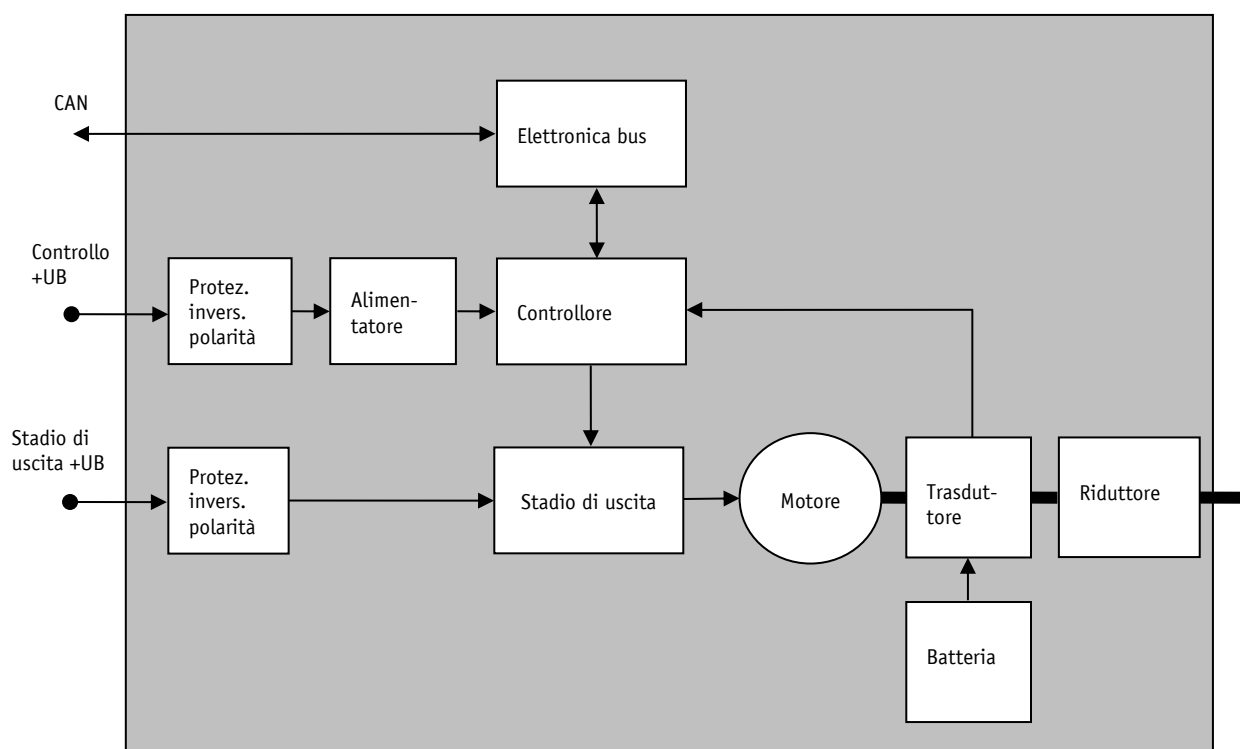 CAN
Elettronica bus
Controllo
+UB
Protez.
invers.
polarità
Alimen-
tatore
Controllore
Stadio di
uscita +UB
Protez.
invers.
polarità
Stadio di uscita
Motore
Trasdut-
tore
Riduttore
Batteria